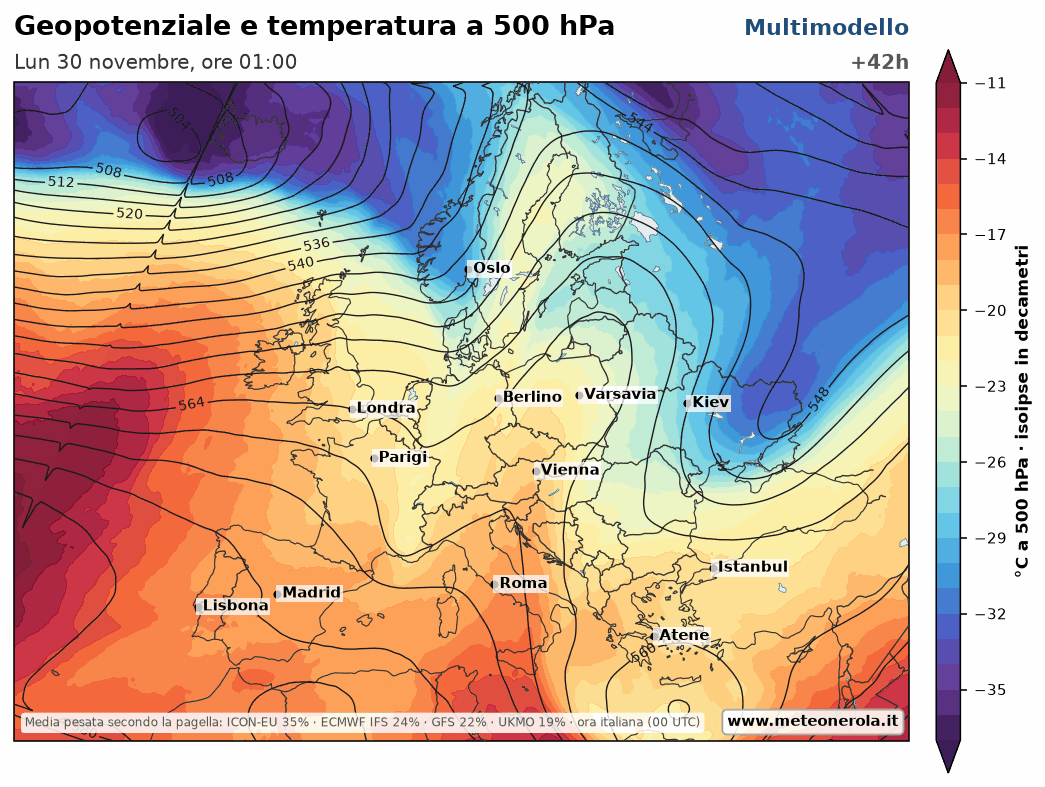 Geopotenziale e temperatura a 500 hPa
Multimodello
Lun 30 novembre, ore 01:00
+42h
504
508
508
512
520
536
540
544
548
564
560
Oslo
Londra
Berlino
Varsavia
Kiev
Parigi
Vienna
Istanbul
Roma
Madrid
Lisbona
Atene
Media pesata secondo la pagella: ICON-EU 35% · ECMWF IFS 24% · GFS 22% · UKMO 19% · ora italiana (00 UTC)
www.meteonerola.it
−11
−14
−17
−20
−23
−26
−29
−32
−35
°C a 500 hPa · isoipse in decametri